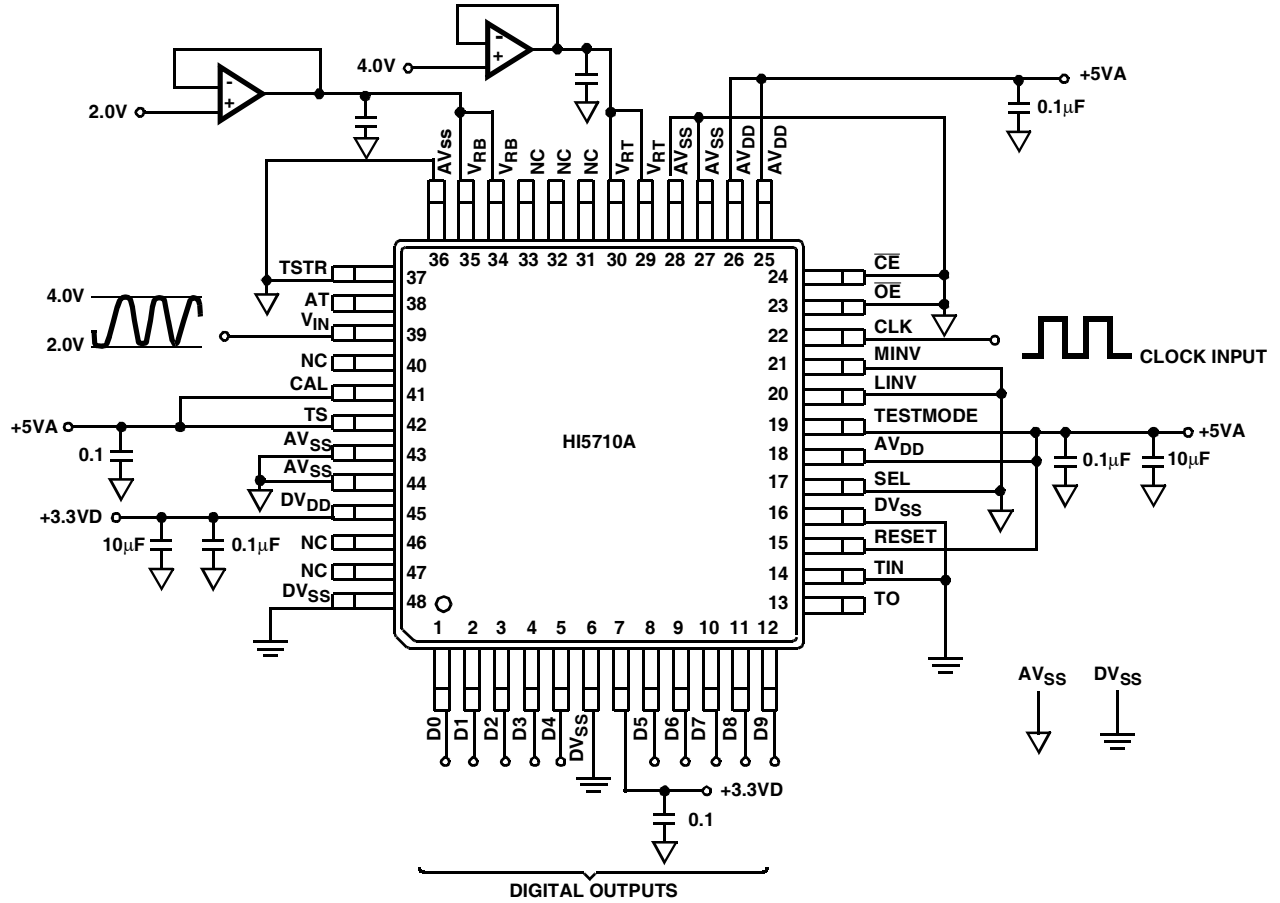 4.0V
2.0V
+5VA
0.1μF
AVSS
VRB
VRB
NC
NC
NC
VRT
VRT
AVSS
AVSS
AVDD
AVDD
36 35 34 33 32 31 30 29 28 27 26 25
TSTR 37
AT 38
VIN 39
NC 40
CAL 41
TS 42
AVSS 43
AVSS 44
DVDD 45
NC 46
NC 47
DVSS 48
4.0V
2.0V
+5VA
0.1
+3.3VD
10μF
0.1μF
HI5710A
24 CE
23 OE
22 CLK
21 MINV
20 LINV
19 TESTMODE
18 AVDD
17 SEL
16 DVSS
15 RESET
14 TIN
13 TO
CLOCK INPUT
+5VA
0.1μF
10μF
1 2 3 4 5 6 7 8 9 10 11 12
D0
D1
D2
D3
D4
DVSS
D5
D6
D7
D8
D9
+3.3VD
0.1
AVSS
DVSS
DIGITAL OUTPUTS